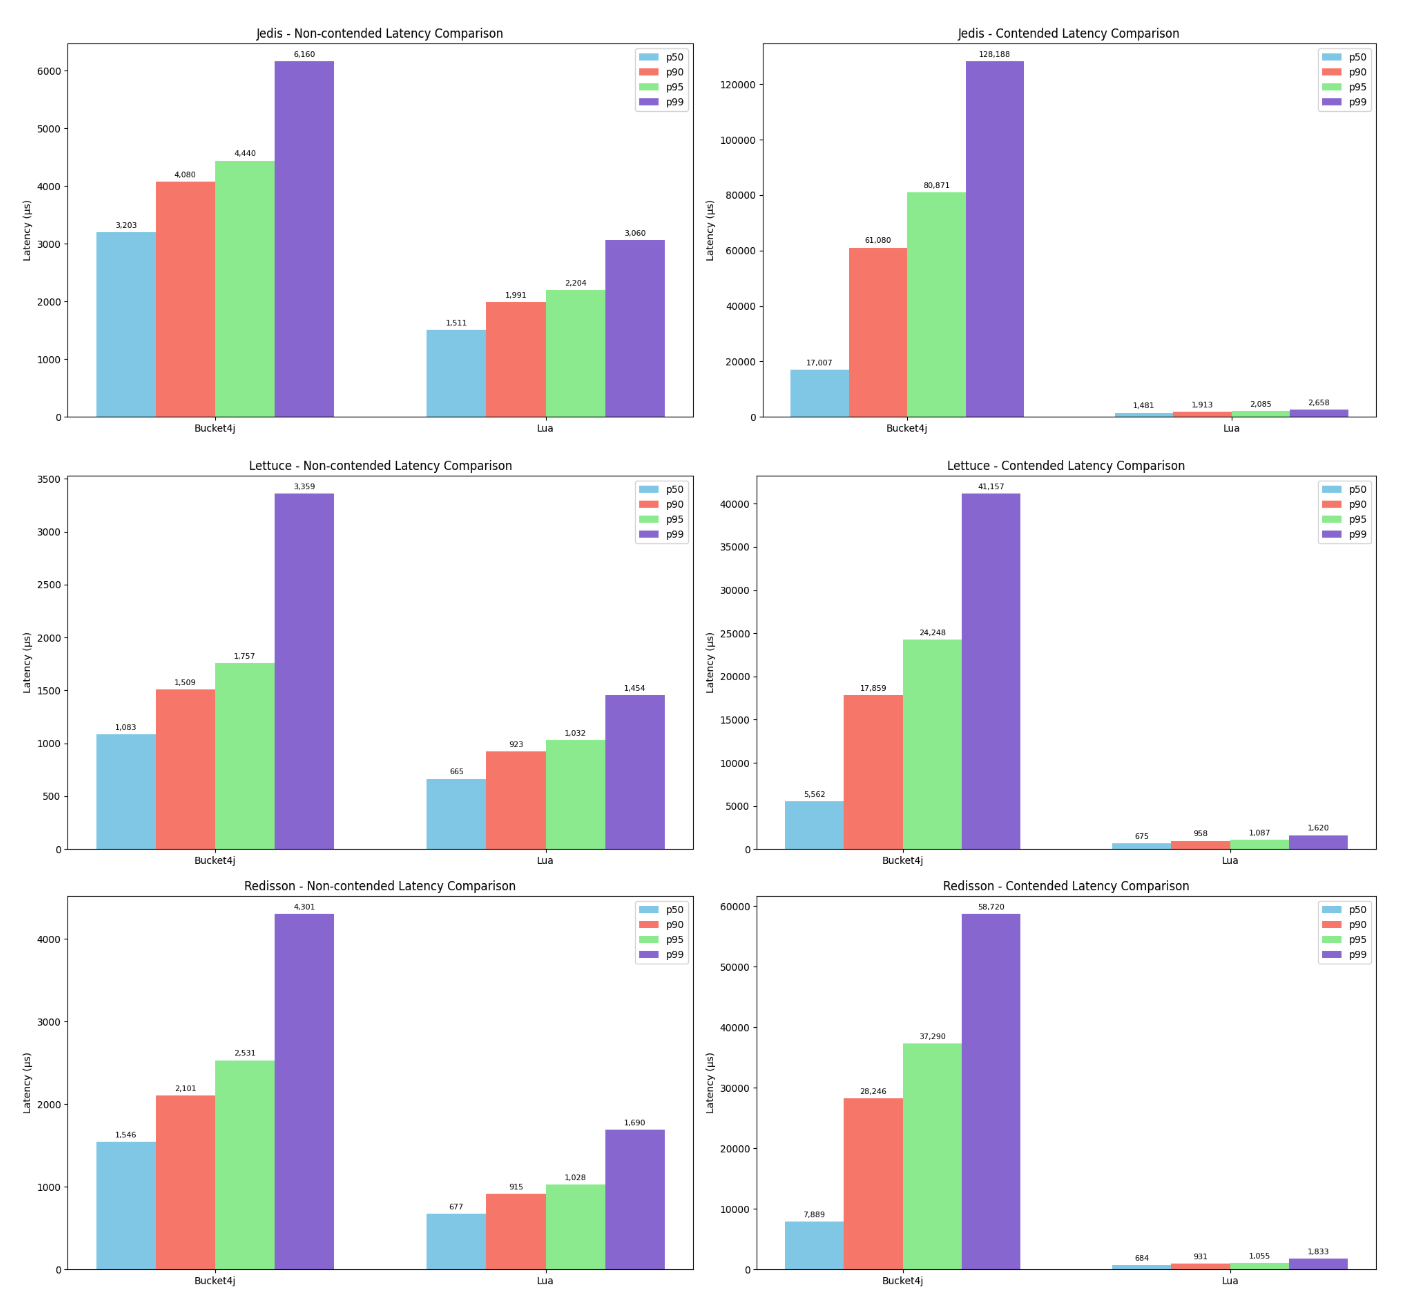 Jedis - Non-contended Latency Comparison
Latency (µs)
6000
5000
4000
3000
2000
1000
0
3,203
4,080
4,440
6,160
1,511
1,991
2,204
3,060
Bucket4j
Lua
p50
p90
p95
p99
Jedis - Contended Latency Comparison
Latency (µs)
120000
100000
80000
60000
40000
20000
0
17,007
61,080
80,871
128,188
1,481
1,913
2,085
2,658
Bucket4j
Lua
p50
p90
p95
p99
Lettuce - Non-contended Latency Comparison
Latency (µs)
3500
3000
2500
2000
1500
1000
500
0
1,083
1,509
1,757
3,359
665
923
1,032
1,454
Bucket4j
Lua
p50
p90
p95
p99
Lettuce - Contended Latency Comparison
Latency (µs)
40000
35000
30000
25000
20000
15000
10000
5000
0
5,562
17,859
24,248
41,157
675
958
1,087
1,620
Bucket4j
Lua
p50
p90
p95
p99
Redisson - Non-contended Latency Comparison
Latency (µs)
4000
3000
2000
1000
0
1,546
2,101
2,531
4,301
677
915
1,028
1,690
Bucket4j
Lua
p50
p90
p95
p99
Redisson - Contended Latency Comparison
Latency (µs)
60000
50000
40000
30000
20000
10000
0
7,889
28,246
37,290
58,720
684
931
1,055
1,833
Bucket4j
Lua
p50
p90
p95
p99